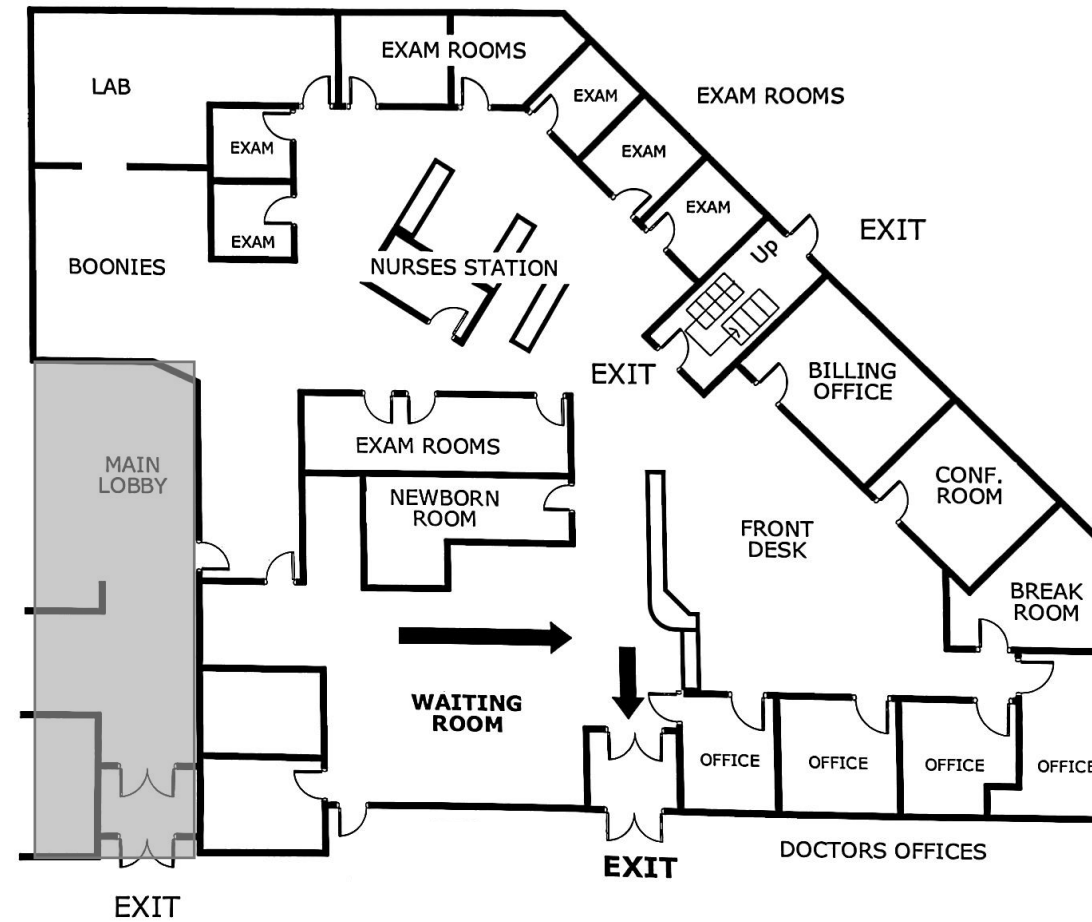 EXAM ROOMS
LAB
EXAM
EXAM ROOMS
EXAM
EXAM
EXAM
EXAM
Up
EXIT
BOONIES
NURSES STATION
EXIT
BILLING
OFFICE
EXAM ROOMS
MAIN
LOBBY
NEWBORN
ROOM
CONF.
ROOM
FRONT
DESK
BREAK
ROOM
WAITING
ROOM
OFFICE
OFFICE
OFFICE
OFFICE
DOCTORS OFFICES
EXIT
EXIT